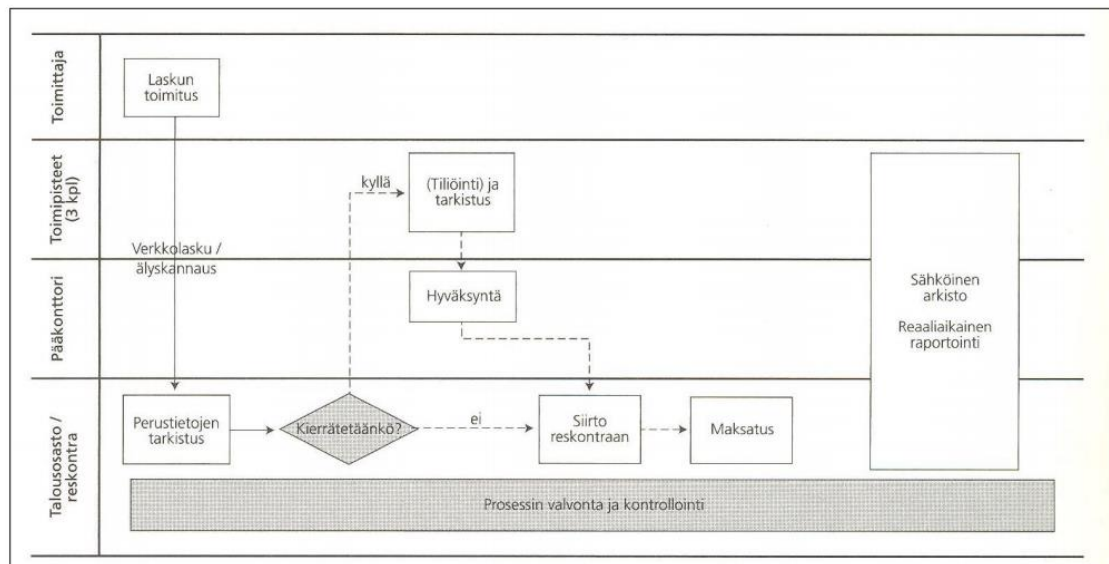 Toimittaja
Laskun
toimitus
Toimipisteet
(3 kpl)
kyllä
(Tiliöinti) ja
tarkistus
Verkkolasku /
älyskannaus
Pääkonttori
Hyväksyntä
Sähköinen
arkisto
Reaaliaikainen
raportointi
Talousosasto /
reskontra
Perustietojen
tarkistus
Kierrätetäänkö?
ei
Siirto
reskontraan
Maksatus
Prosessin valvonta ja kontrollointi